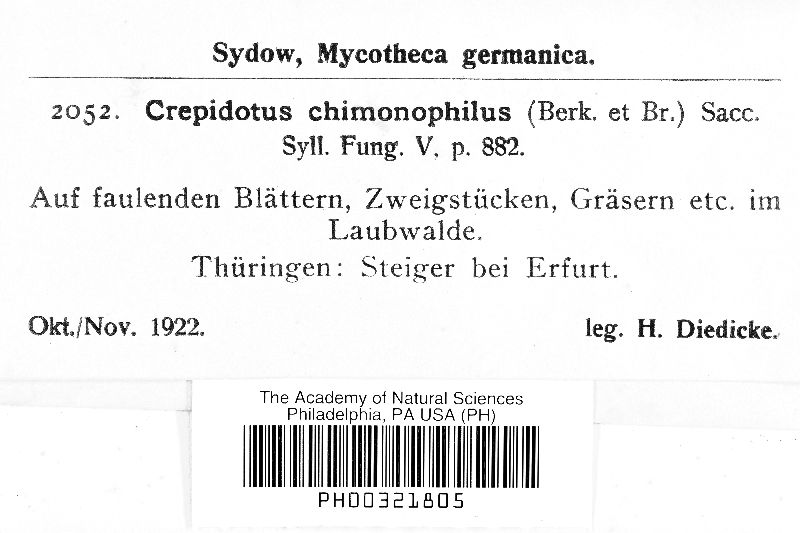 Sydow, Mycotheca germanica.
2052. Crepidotus chimonophilus (Berk. et Br.) Sacc.
Syll. Fung. V, p. 882.
Auf faulenden Blättern, Zweigstücken, Gräsern etc. im
Laubwalde.
Thüringen: Steiger bei Erfurt.
Okt./Nov. 1922. leg. H. Diedicke.
The Academy of Natural Sciences
Philadelphia, PA USA (PH)
PH00321805